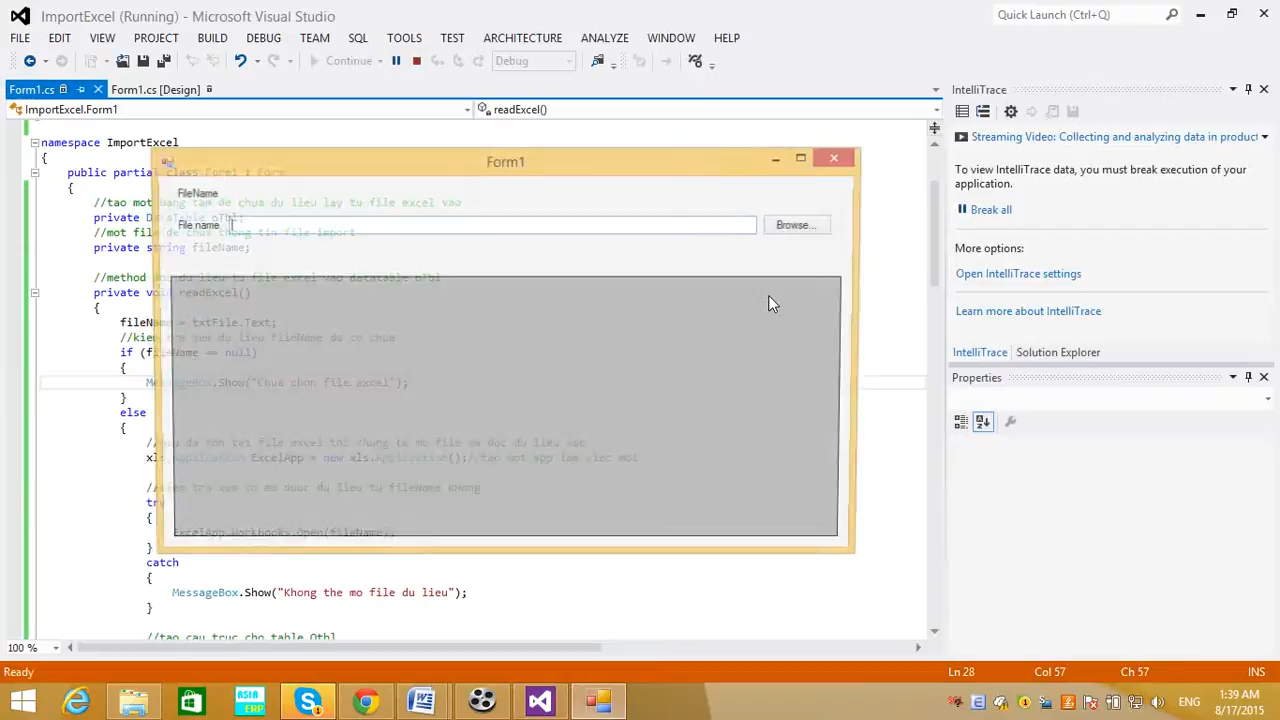 ImportExcel (Running) - Microsoft Visual Studio
Quick Launch (Ctrl+Q)
FILE EDIT VIEW PROJECT BUILD DEBUG TEAM SQL TOOLS TEST ARCHITECTURE ANALYZE WINDOW HELP
Continue Debug
Form1.cs Form1.cs [Design]
ImportExcel.Form1 readExcel()
namespace ImportExcel
{
public partial class Form1 : Form
{
//tao mot bang tam de chua du lieu lay tu file excel vao
private DataTable oTbl;
//mot file de chua thong tin file import
private string fileName;
//method du lieu tu file excel vao datatable oTbl
private void readExcel()
{
fileName = txtFile.Text;
//kiem tra xem du lieu flieName da co chua
if (fileName == null)
{
MessageBox.Show("Chua chon file excel");
}
else
{
file excel thi chung ta mo file va doc du lieu vao
xls.Application ExcelApp = new xls.Application();//tao mot app lam viec moi
//kiem tra xem co mo duoc du lieu tu fileName khong
try
{
ExcelApp.Workbooks.Open(fileName);
}
catch
{
MessageBox.Show("Khong the mo file du lieu");
}
//tao cau truc cho table Otbl
100 %
Form1
FileName
File name
Browse...
IntelliTrace
Streaming Video: Collecting and analyzing data in product
To view IntelliTrace data, you must break execution of your
application.
Break all
More options:
Open IntelliTrace settings
Learn more about IntelliTrace
IntelliTrace Solution Explorer
Properties
Ready Ln 28 Col 57 Ch 57 INS
ASIA
ERP
ENG
1:39 AM
8/17/2015